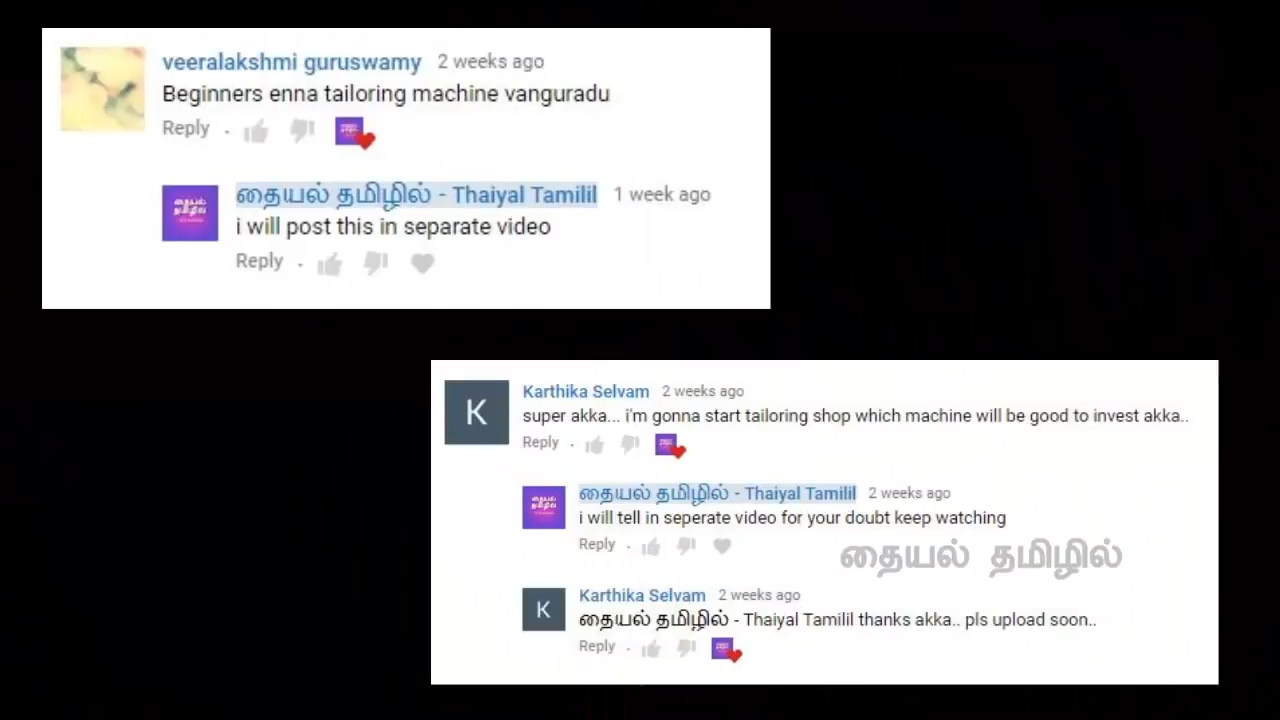 veeralakshmi guruswamy 2 weeks ago
Beginners enna tailoring machine vanguradu
Reply .
தையல் தமிழில்
தையல் தமிழில் - Thaiyal Tamilil 1 week ago
i will post this in separate video
Reply .
K
Karthika Selvam 2 weeks ago
super akka... i'm gonna start tailoring shop which machine will be good to invest akka..
Reply .
தையல் தமிழில்
தையல் தமிழில் - Thaiyal Tamilil 2 weeks ago
i will tell in seperate video for your doubt keep watching
Reply .
தையல் தமிழில்
K
Karthika Selvam 2 weeks ago
தையல் தமிழில் - Thaiyal Tamilil thanks akka.. pls upload soon..
Reply .